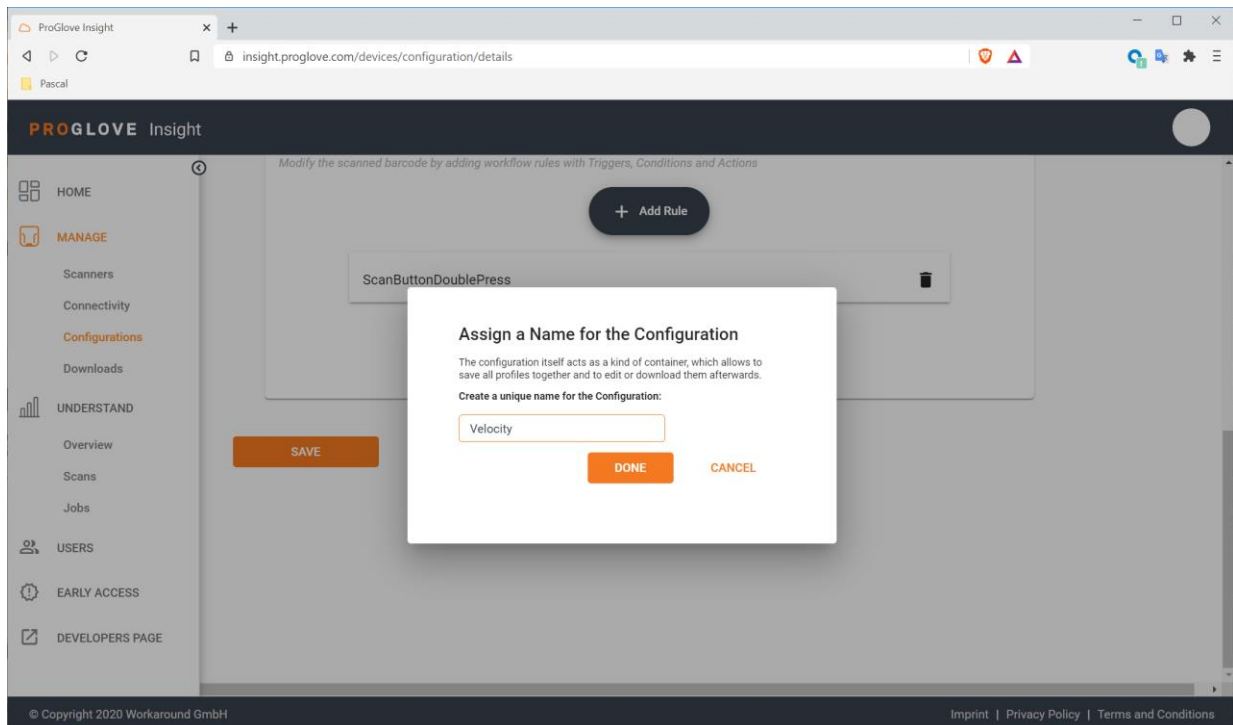 ProGlove Insight
insight.proglove.com/devices/configuration/details
Pascal
PROGLOVE Insight
Modify the scanned barcode by adding workflow rules with Triggers, Conditions and Actions
HOME
+ Add Rule
MANAGE
Scanners
ScanButtonDoublePress
Connectivity
Configurations
Downloads
UNDERSTAND
Overview
Scans
Jobs
USERS
EARLY ACCESS
DEVELOPERS PAGE
SAVE
Assign a Name for the Configuration
The configuration itself acts as a kind of container, which allows to
save all profiles together and to edit or download them afterwards.
Create a unique name for the Configuration:
Velocity
DONE CANCEL
© Copyright 2020 Workaround GmbH
Imprint | Privacy Policy | Terms and Conditions